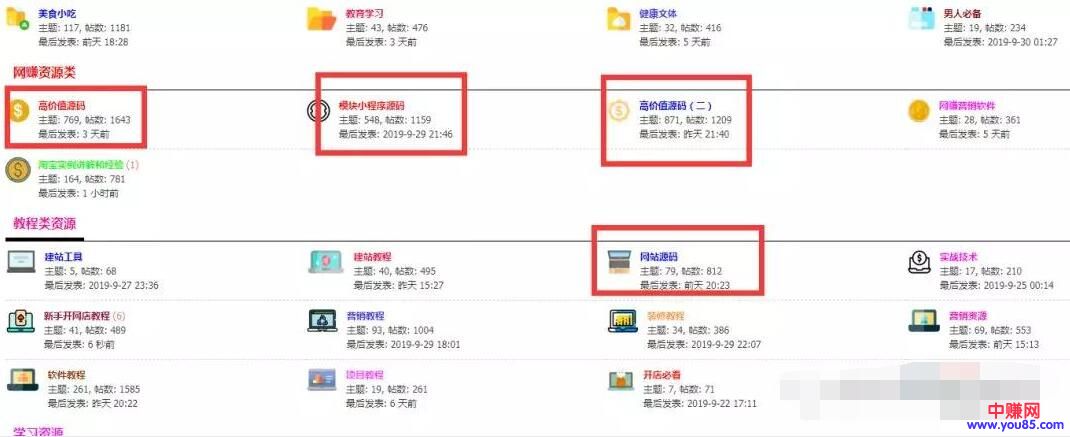 美食小吃
主题: 117, 帖数: 1181
最后发表: 前天 18:28
教育学习
主题: 43, 帖数: 476
最后发表: 3 天前
健康文体
主题: 32, 帖数: 416
最后发表: 5 天前
男人必备
主题: 19, 帖数: 234
最后发表: 2019-9-30 01:27
网赚资源类
高价值源码
主题: 769, 帖数: 1643
最后发表: 3 天前
模块小程序源码
主题: 548, 帖数: 1159
最后发表: 2019-9-29 21:46
高价值源码（二）
主题: 871, 帖数: 1209
最后发表: 昨天 21:40
网赚营销软件
主题: 28, 帖数: 361
最后发表: 5 天前
淘宝实例讲解和经验 (1)
主题: 164, 帖数: 781
最后发表: 1 小时前
教程类资源
建站工具
主题: 5, 帖数: 68
最后发表: 2019-9-27 23:36
建站教程
主题: 40, 帖数: 495
最后发表: 昨天 15:27
网站源码
主题: 79, 帖数: 812
最后发表: 前天 20:23
实战技术
主题: 17, 帖数: 210
最后发表: 2019-9-25 00:14
新手开网店教程 (6)
主题: 41, 帖数: 489
最后发表: 6 秒前
营销教程
主题: 93, 帖数: 1004
最后发表: 2019-9-29 18:01
装修教程
主题: 34, 帖数: 386
最后发表: 2019-9-29 22:07
营销资源
主题: 69, 帖数: 553
最后发表: 前天 15:13
软件教程
主题: 261, 帖数: 1585
最后发表: 昨天 20:22
项目教程
主题: 19, 帖数: 261
最后发表: 6 天前
开店必看
主题: 7, 帖数: 71
最后发表: 2019-9-22 17:11
学习资源
中赚网
www.you85.com